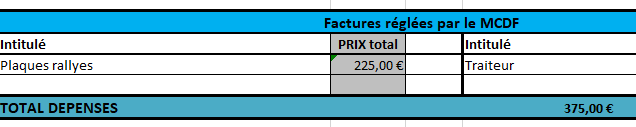 Factures réglées par le MCDF
Intitulé PRIX total Intitulé
Plaques rallyes 225,00 € Traiteur
TOTAL DEPENSES 375,00 €